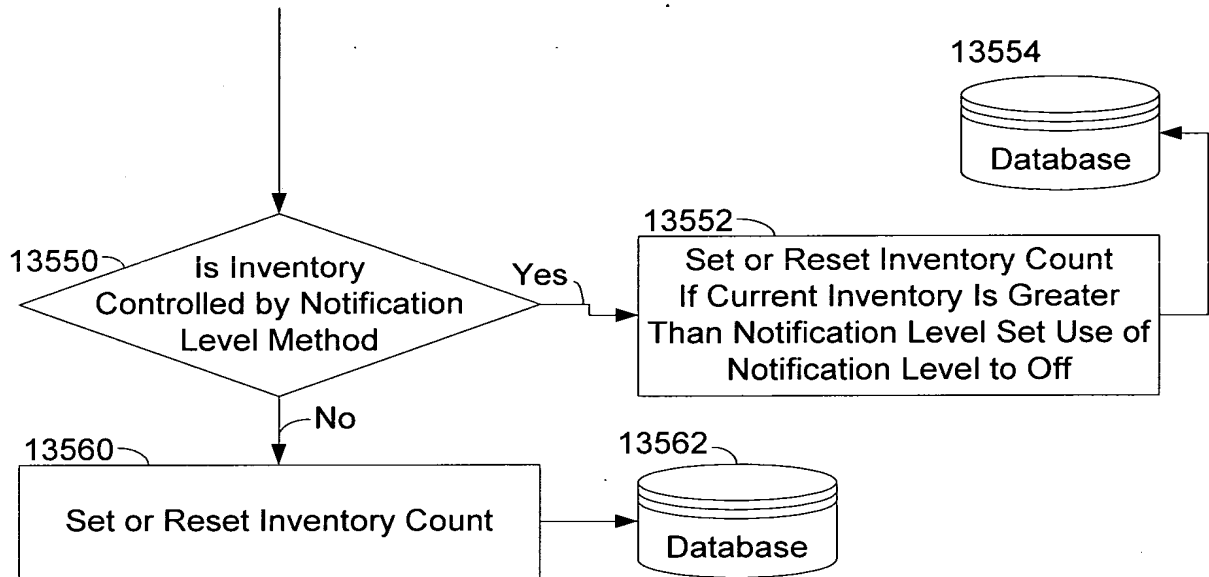 13554
Database
13552
Set or Reset Inventory Count
If Current Inventory Is Greater
Than Notification Level Set Use of
Notification Level to Off
13550
Is Inventory
Controlled by Notification
Level Method
Yes
No
13560
Set or Reset Inventory Count
13562
Database